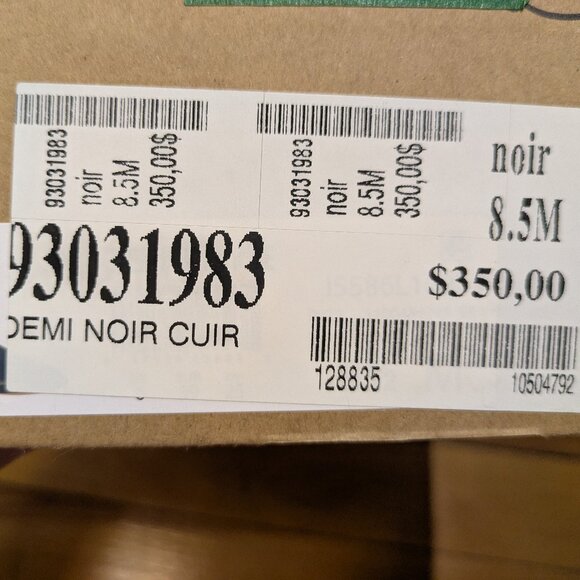 93031983
noir
8.5M
350,00$
93031983
noir
8.5M
350,00$
noir
8.5M
$350,00
93031983
DEMI NOIR CUIR
128835
10504792